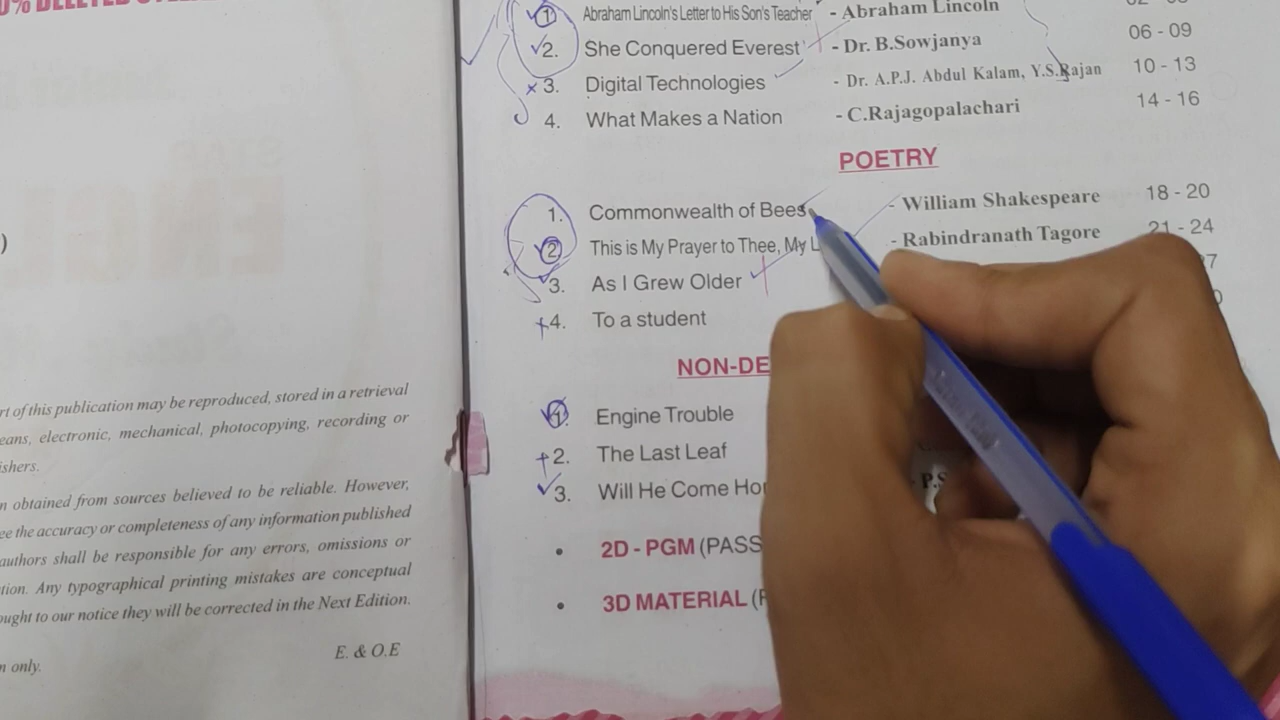 0% DELETED
1. Abraham Lincoln's Letter to His Son's Teacher - Abraham Lincoln
2. She Conquered Everest - Dr. B.Sowjanya 06 - 09
3. Digital Technologies - Dr. A.P.J. Abdul Kalam, Y.S.Rajan 10 - 13
4. What Makes a Nation - C.Rajagopalachari 14 - 16
POETRY
1. Commonwealth of Bees - William Shakespeare 18 - 20
2. This is My Prayer to Thee, My L - Rabindranath Tagore 21 - 24
3. As I Grew Older 7
4. To a student
NON-DE
1. Engine Trouble
2. The Last Leaf
3. Will He Come Ho - P.S
• 2D - PGM (PASS
• 3D MATERIAL (
)
rt of this publication may be reproduced, stored in a retrieval
eans, electronic, mechanical, photocopying, recording or
ishers.
n obtained from sources believed to be reliable. However,
ee the accuracy or completeness of any information published
authors shall be responsible for any errors, omissions or
tion. Any typographical printing mistakes are conceptual
ought to our notice they will be corrected in the Next Edition.
E. & O.E
n only.